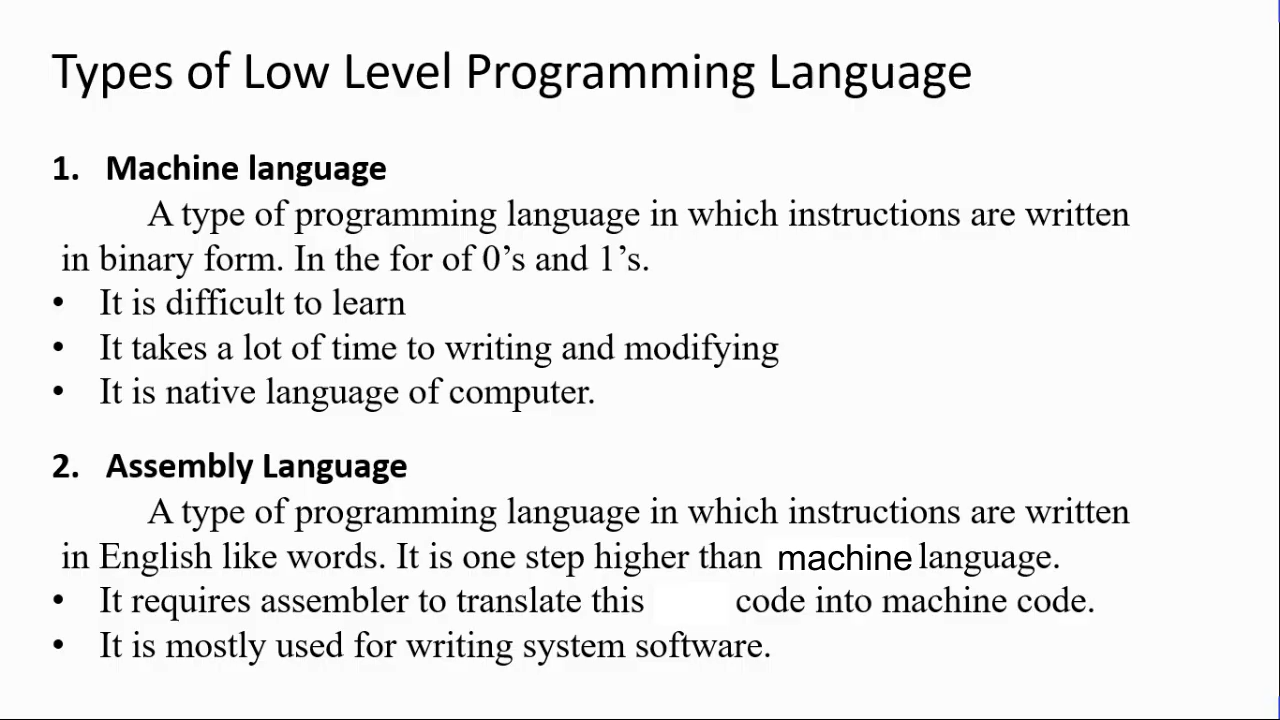 Types of Low Level Programming Language
1. Machine language
A type of programming language in which instructions are written
in binary form. In the for of 0’s and 1’s.
• It is difficult to learn
• It takes a lot of time to writing and modifying
• It is native language of computer.
2. Assembly Language
A type of programming language in which instructions are written
in English like words. It is one step higher than machine language.
• It requires assembler to translate this code into machine code.
• It is mostly used for writing system software.